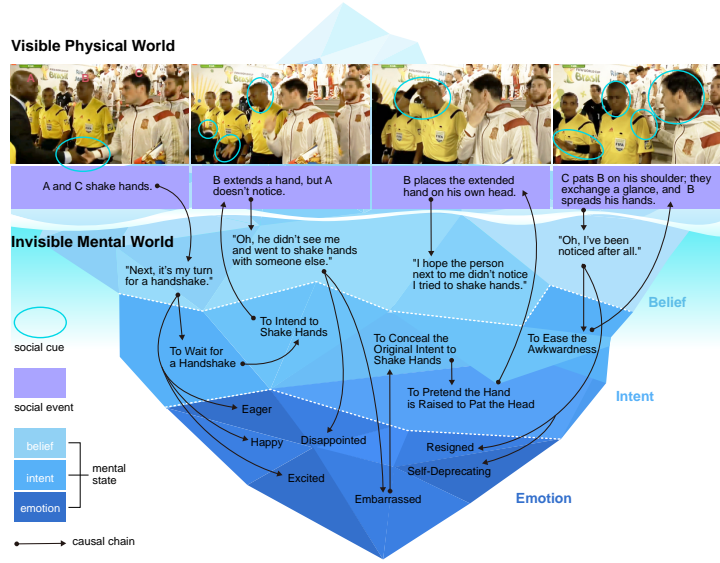 Visible Physical World
BRASIL
FIFA
A and C shake hands.
B extends a hand, but A
doesn't notice.
B places the extended
hand on his own head.
C pats B on his shoulder; they
exchange a glance, and B
spreads his hands.
Invisible Mental World
"Next, it's my turn
for a handshake."
"Oh, he didn't see me
and went to shake hands
with someone else."
"I hope the person
next to me didn't notice
I tried to shake hands."
"Oh, I've been
noticed after all."
Belief
To Wait for
a Handshake
To Intend to
Shake Hands
To Conceal the
Original Intent to
Shake Hands
To Pretend the Hand
is Raised to Pat the Head
To Ease the
Awkwardness
Intent
Eager
Happy
Excited
Disappointed
Embarrassed
Resigned
Self-Deprecating
Emotion
social cue
social event
belief
intent
emotion
mental
state
causal chain